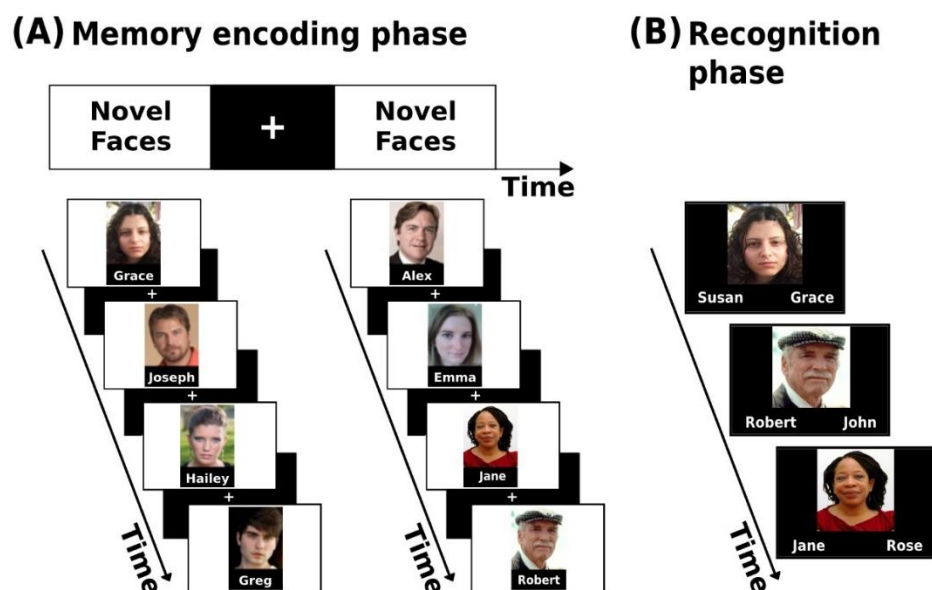 (A) Memory encoding phase
Novel
Faces
+
Novel
Faces
Time
Grace
+
Joseph
+
Hailey
+
Greg
Time
Alex
+
Emma
+
Jane
+
Robert
(B) Recognition
phase
Susan Grace
Robert John
Jane Rose
Time